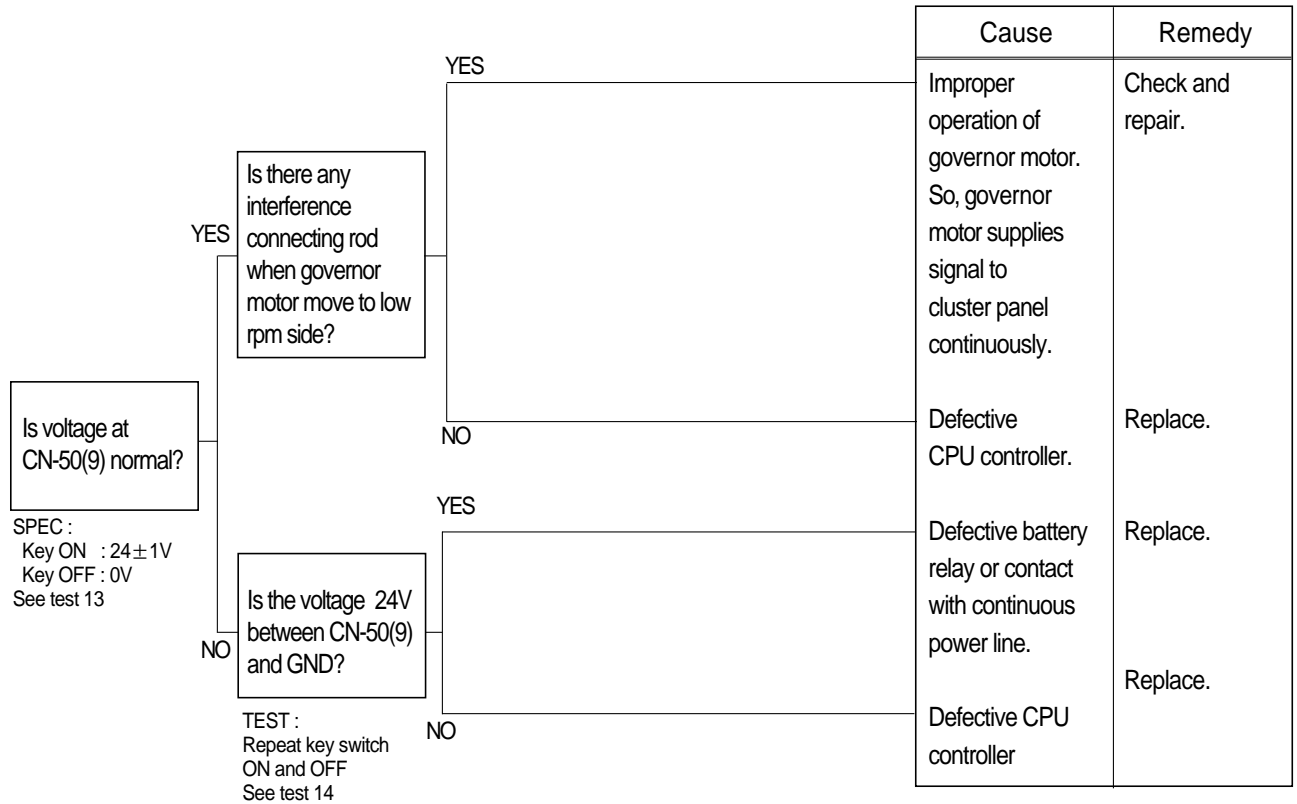 Is voltage at
CN-50(9) normal?
SPEC :
Key ON : 24±1V
Key OFF : 0V
See test 13
YES
Is there any
interference
connecting rod
when governor
motor move to low
rpm side?
NO
Is the voltage 24V
between CN-50(9)
and GND?
TEST :
Repeat key switch
ON and OFF
See test 14
YES
NO
YES
NO
Cause
Remedy
Improper
operation of
governor motor.
So, governor
motor supplies
signal to
cluster panel
continuously.
Check and
repair.
Defective
CPU controller.
Replace.
Defective battery
relay or contact
with continuous
power line.
Replace.
Defective CPU
controller
Replace.